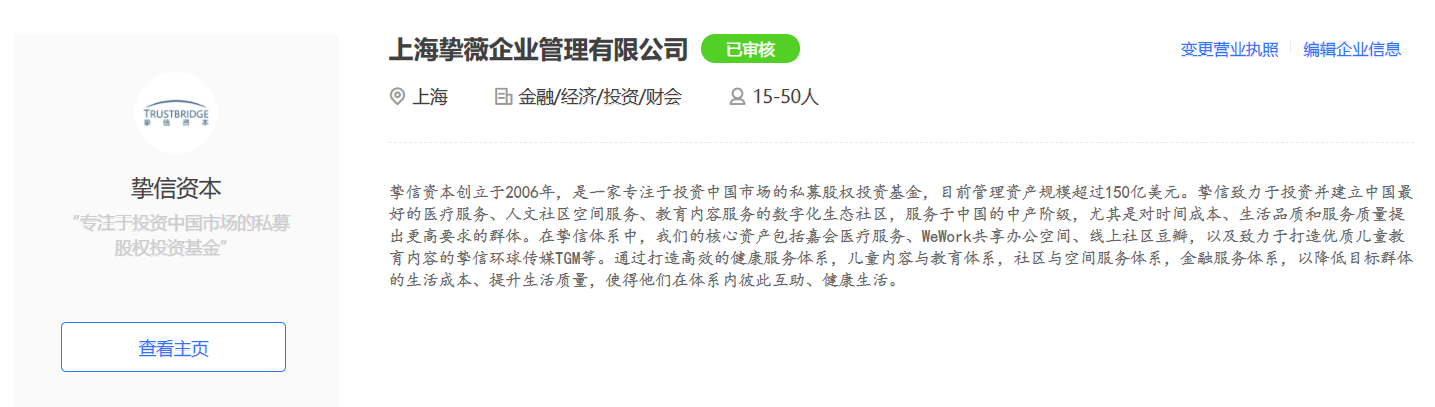 TRUSTBRIDGE
挚信资本
挚信资本
“专注于投资中国市场的私募
股权投资基金”
查看主页
上海挚薇企业管理有限公司 已审核
变更营业执照 编辑企业信息
上海 金融/经济/投资/财会 15-50人
挚信资本创立于2006年，是一家专注于投资中国市场的私募股权投资基金，目前管理资产规模超过150亿美元。挚信致力于投资并建立中国最
好的医疗服务、人文社区空间服务、教育内容服务的数字化生态社区，服务于中国的中产阶级，尤其是对时间成本、生活品质和服务质量提
出更高要求的群体。在挚信体系中，我们的核心资产包括嘉会医疗服务、WeWork共享办公空间、线上社区豆瓣，以及致力于打造优质儿童教
育内容的挚信环球传媒TGM等。通过打造高效的健康服务体系，儿童内容与教育体系，社区与空间服务体系，金融服务体系，以降低目标群体
的生活成本、提升生活质量，使得他们在体系内彼此互助、健康生活。